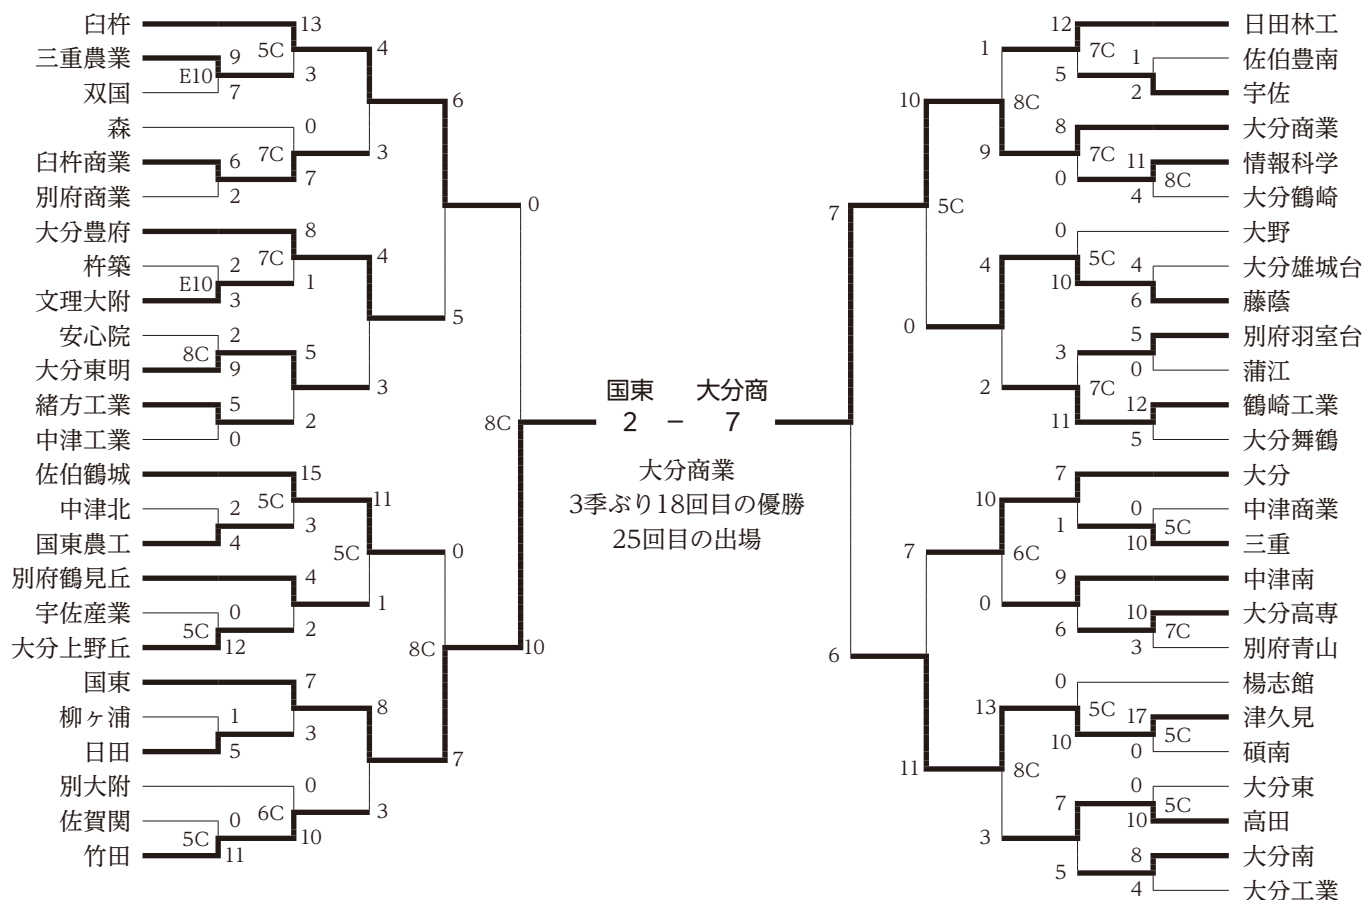 臼杵 13 12 日田林工
5C 4 1 7C
三重農業 9 1 佐伯豊南
E10 3 5
双国 7 2 宇佐
6 10 8C
森 0 8 大分商業
7C 3 9 7C
臼杵商業 6 11 情報科学
7 0 8C
別府商業 2 4 大分鶴崎
0 7 5C
大分豊府 8 0 大野
7C 4 4 5C
杵築 2 4 大分雄城台
E10 1 10
文理大附 3 6 藤蔭
5 0
安心院 2 5 別府羽室台
8C 5 3
大分東明 9 0 蒲江
3 2 7C
緒方工業 5 12 鶴崎工業
2 11
中津工業 0 5 大分舞鶴
国東 大分商
8C 2 － 7
大分商業
3季ぶり18回目の優勝
25回目の出場
佐伯鶴城 15 7 大分
5C 11 10
中津北 2 0 中津商業
3 1 5C
国東農工 4 10 三重
5C 0 7 6C
別府鶴見丘 4 9 中津南
1 0
宇佐産業 0 10 大分高専
5C 2 6 7C
大分上野丘 12 3 別府青山
8C 10 6
国東 7 0 楊志館
8 13 5C
柳ヶ浦 1 17 津久見
3 10 5C
日田 5 0 碩南
7 11 8C
別大附 0 0 大分東
6C 3 7 5C
佐賀関 0 10 高田
5C 10 3
竹田 11 8 大分南
5
4 大分工業